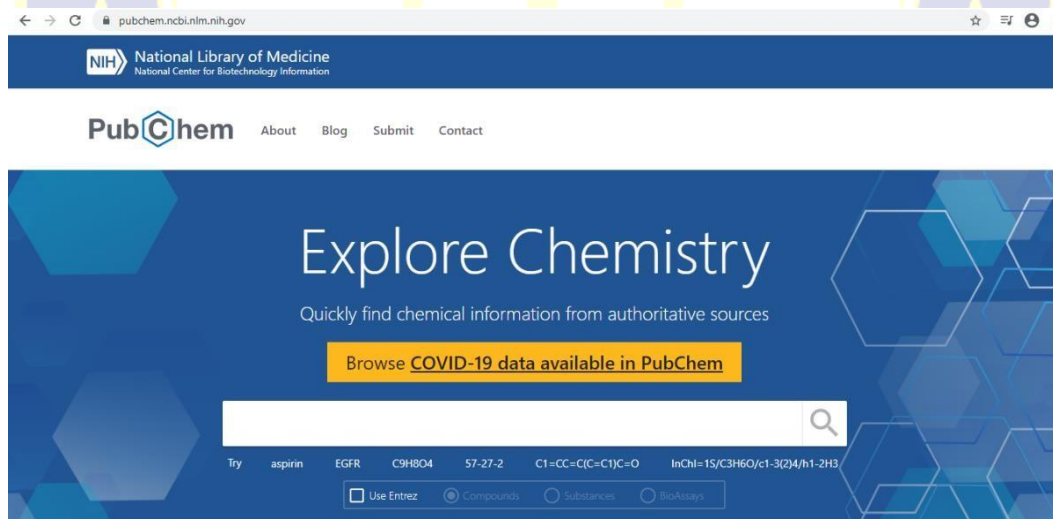 pubchem.ncbi.nlm.nih.gov
NIH National Library of Medicine
National Center for Biotechnology Information
PubChem About Blog Submit Contact
Explore Chemistry
Quickly find chemical information from authoritative sources
Browse COVID-19 data available in PubChem
Try aspirin EGFR C9H8O4 57-27-2 C1=CC=C(C=C1)C=O InChI=1S/C3H6O/c1-3(2)4/h1-2H3
Use Entrez Compounds Substances BioAssays